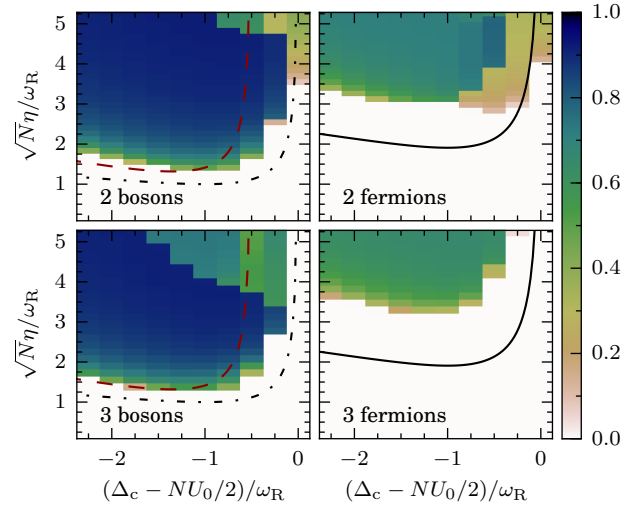 5
4
3
2
1
√Nη/ωR
2 bosons
2 fermions
5
4
3
2
1
√Nη/ωR
3 bosons
3 fermions
−2
−1
0
−2
−1
0
(Δc − NU0/2)/ωR
(Δc − NU0/2)/ωR
1.0
0.8
0.6
0.4
0.2
0.0